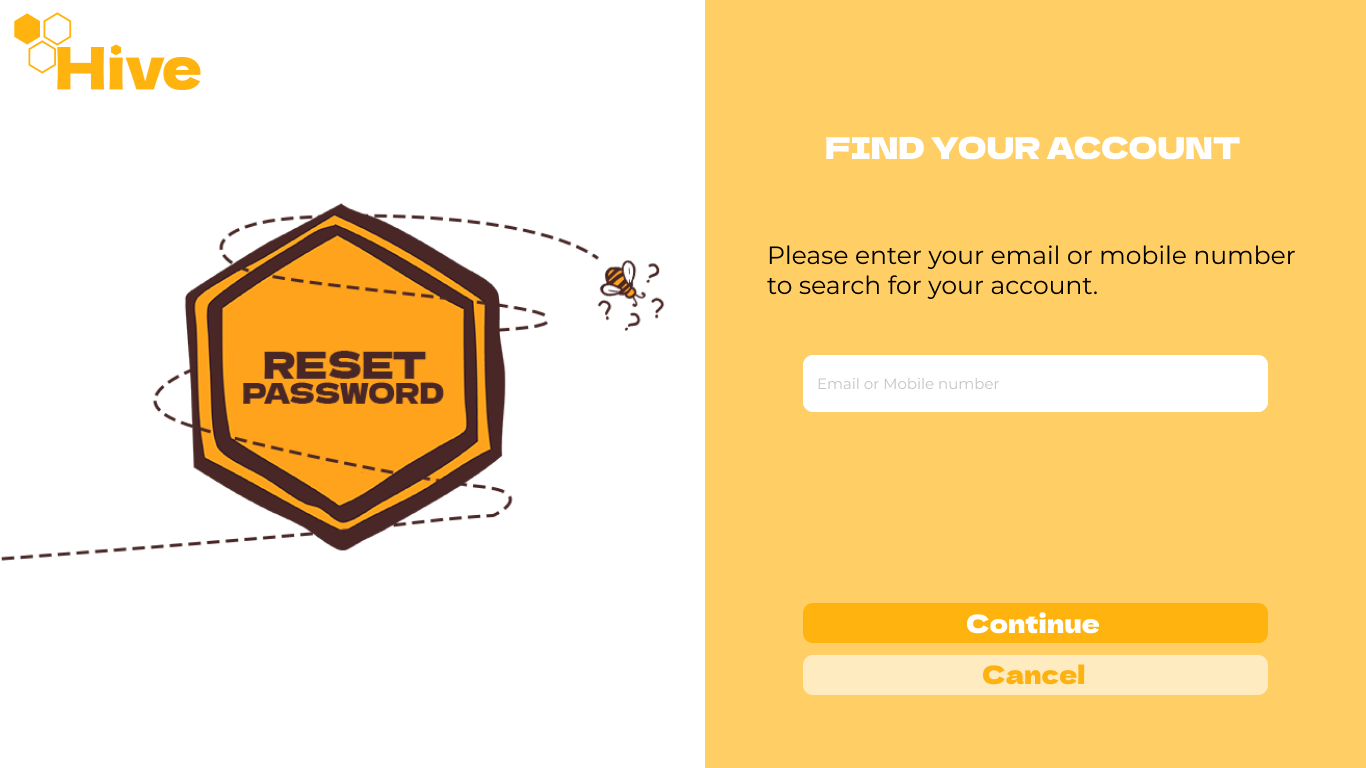 Hive
RESET
PASSWORD
? ? ? ?
FIND YOUR ACCOUNT
Please enter your email or mobile number
to search for your account.
Email or Mobile number
Continue
Cancel